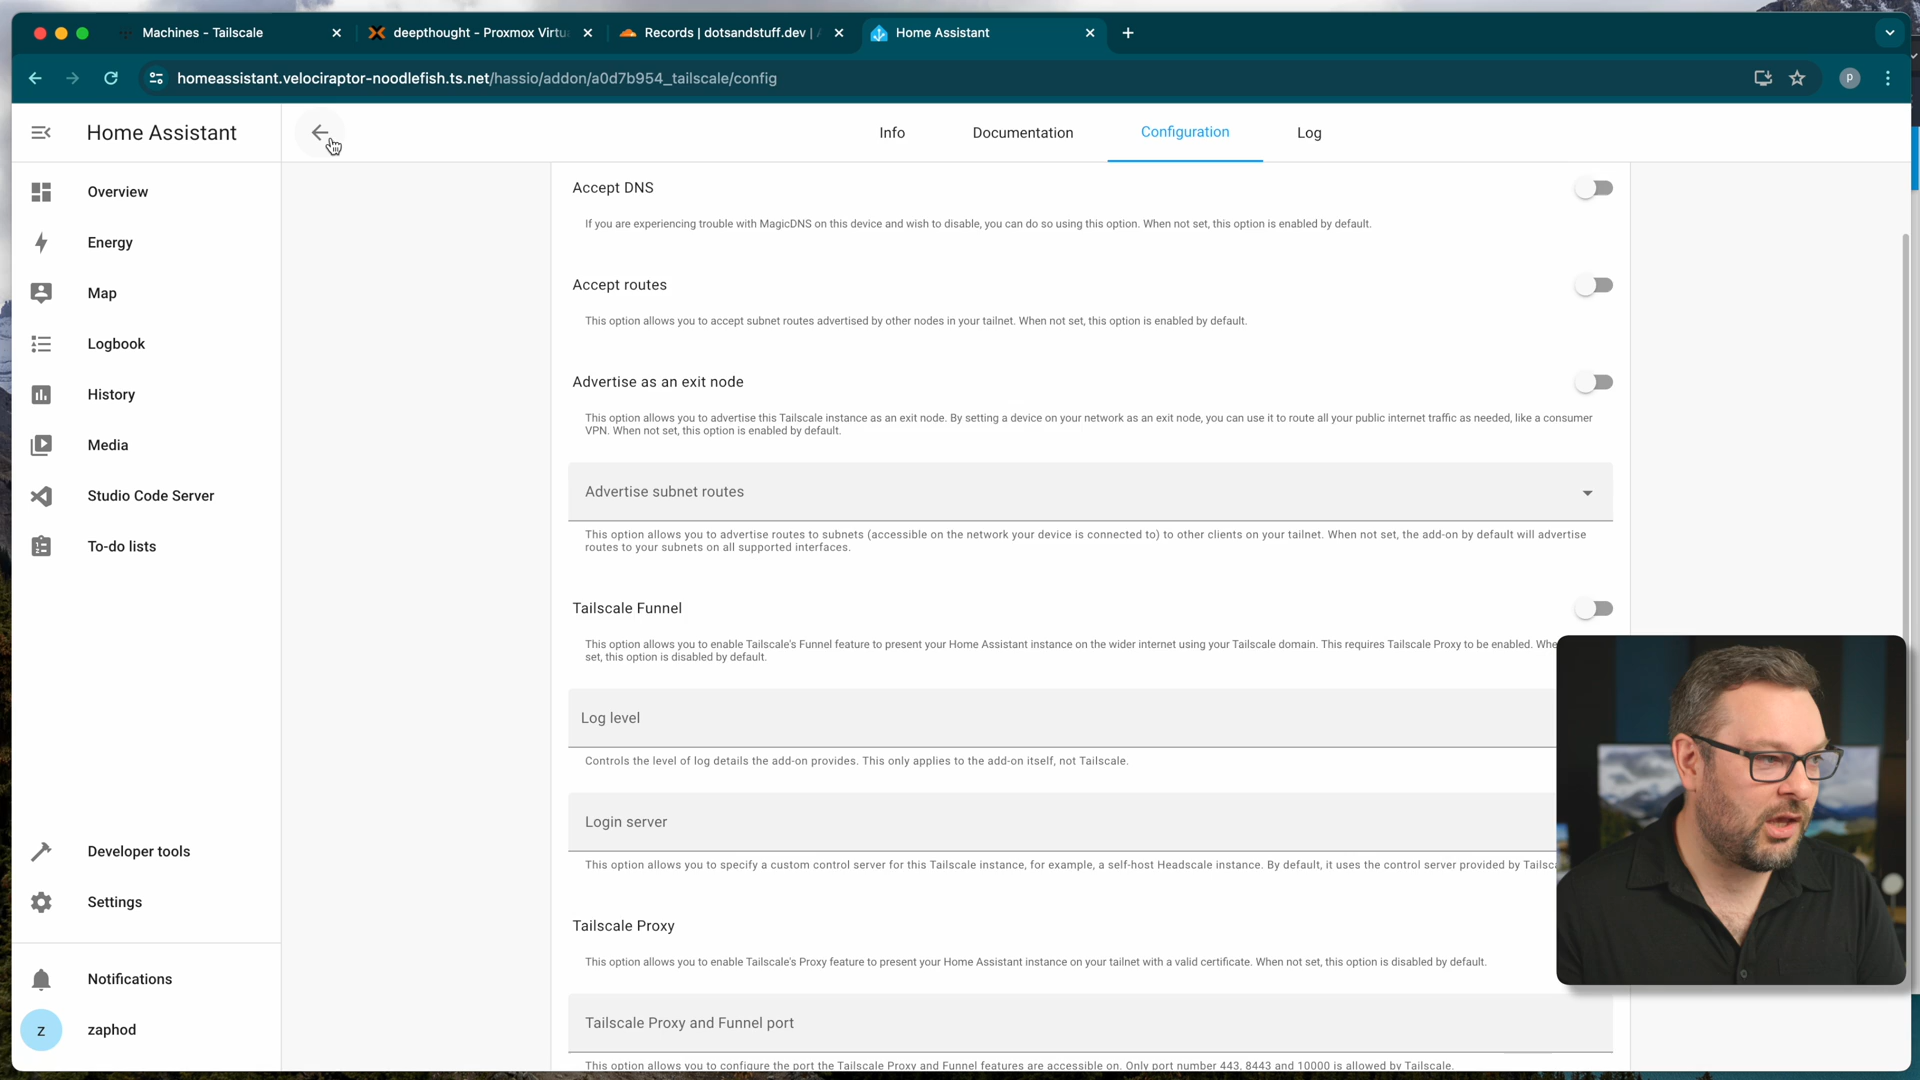 Machines - Tailscale
deepthought - Proxmox Virtu
Records | dotsandstuff.dev |
Home Assistant
homeassistant.velociraptor-noodlefish.ts.net/hassio/addon/a0d7b954_tailscale/config
p
Home Assistant
Info
Documentation
Configuration
Log
Overview
Energy
Map
Logbook
History
Media
Studio Code Server
To-do lists
Developer tools
Settings
Notifications
z
zaphod
Accept DNS
If you are experiencing trouble with MagicDNS on this device and wish to disable, you can do so using this option. When not set, this option is enabled by default.
Accept routes
This option allows you to accept subnet routes advertised by other nodes in your tailnet. When not set, this option is enabled by default.
Advertise as an exit node
This option allows you to advertise this Tailscale instance as an exit node. By setting a device on your network as an exit node, you can use it to route all your public internet traffic as needed, like a consumer
VPN. When not set, this option is enabled by default.
Advertise subnet routes
This option allows you to advertise routes to subnets (accessible on the network your device is connected to) to other clients on your tailnet. When not set, the add-on by default will advertise
routes to your subnets on all supported interfaces.
Tailscale Funnel
This option allows you to enable Tailscale's Funnel feature to present your Home Assistant instance on the wider internet using your Tailscale domain. This requires Tailscale Proxy to be enabled. Whe
set, this option is disabled by default.
Log level
Controls the level of log details the add-on provides. This only applies to the add-on itself, not Tailscale.
Login server
This option allows you to specify a custom control server for this Tailscale instance, for example, a self-host Headscale instance. By default, it uses the control server provided by Tailsca
Tailscale Proxy
This option allows you to enable Tailscale's Proxy feature to present your Home Assistant instance on your tailnet with a valid certificate. When not set, this option is disabled by default.
Tailscale Proxy and Funnel port
This option allows you to configure the port the Tailscale Proxy and Funnel features are accessible on. Only port number 443, 8443 and 10000 is allowed by Tailscale.